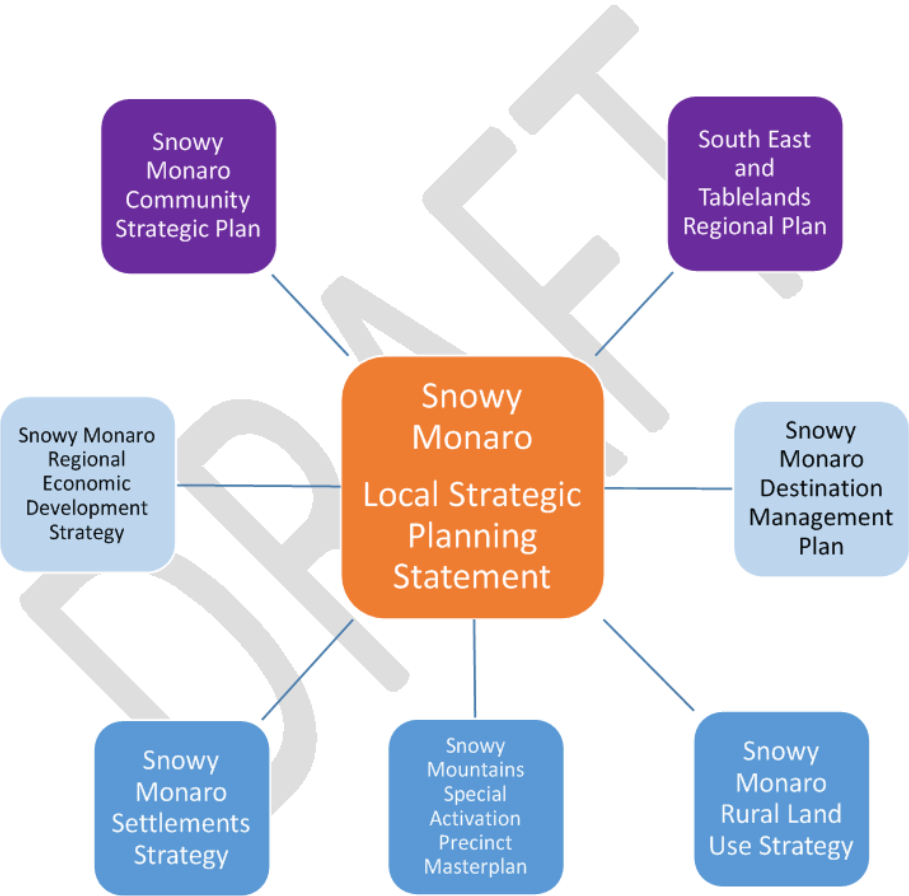 Snowy
Monaro
Community
Strategic Plan
South East
and
Tablelands
Regional Plan
Snowy
Monaro
Local Strategic
Planning
Statement
Snowy Monaro
Regional
Economic
Development
Strategy
Snowy
Monaro
Destination
Management
Plan
Snowy
Monaro
Settlements
Strategy
Snowy
Mountains
Special
Activation
Precinct
Masterplan
Snowy
Monaro
Rural Land
Use Strategy
DRAFT